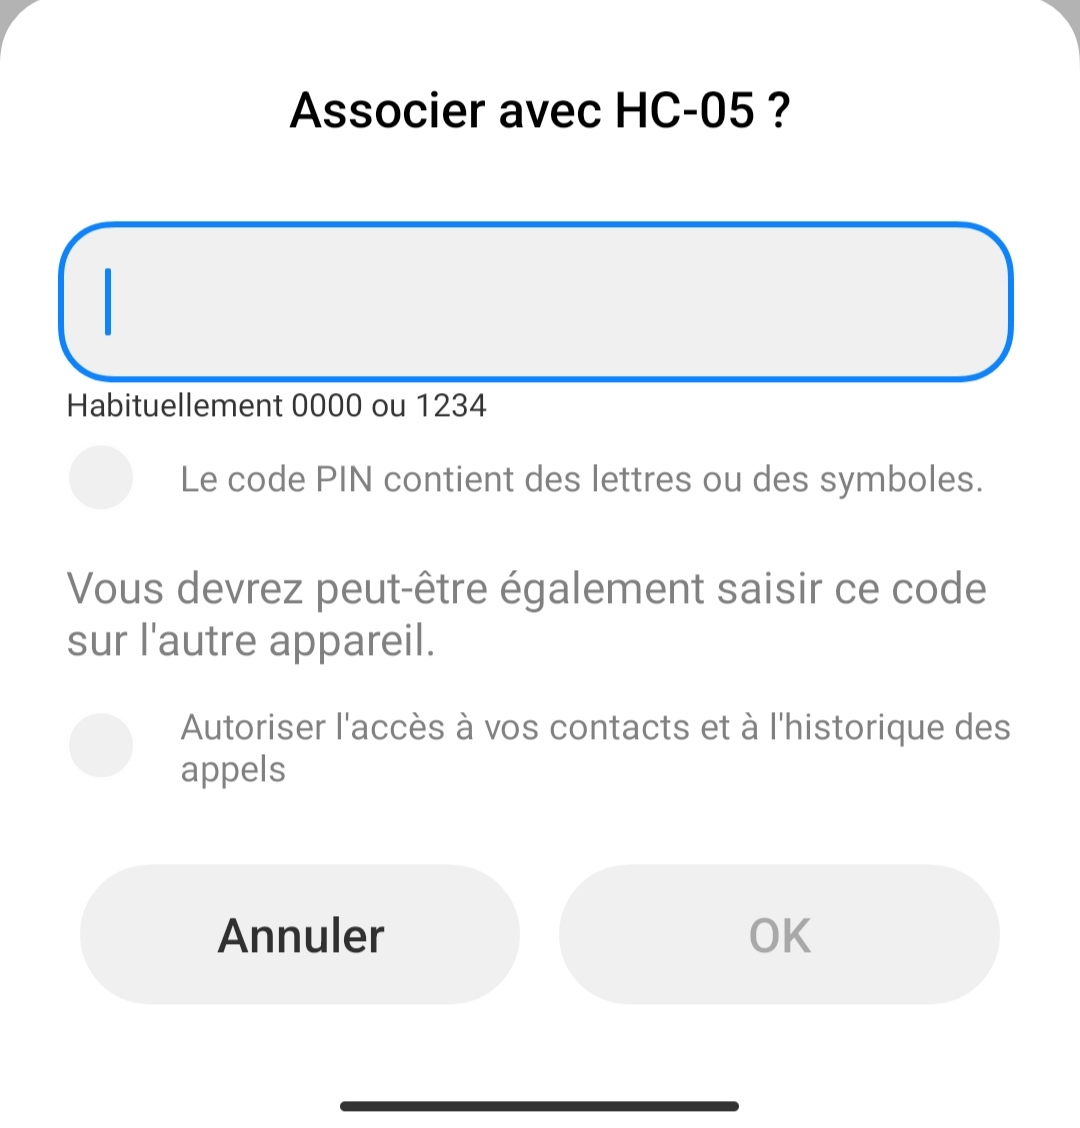 Associer avec HC-05 ?
Habituellement 0000 ou 1234
Le code PIN contient des lettres ou des symboles.
Vous devrez peut-être également saisir ce code
sur l'autre appareil.
Autoriser l'accès à vos contacts et à l'historique des
appels
Annuler
OK